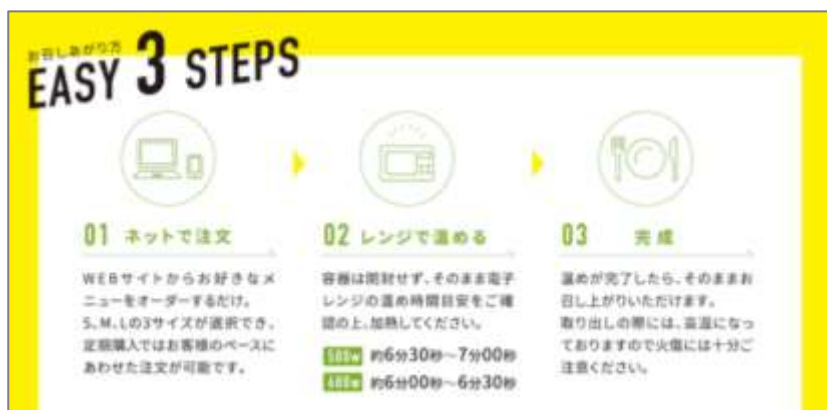 お召しあがり方
EASY 3 STEPS
01 ネットで注文
WEBサイトからお好きなメ
ニューをオーダーするだけ。
S、M、Lの3サイズが選択でき、
定期購入ではお客様のペースに
あわせた注文が可能です。
02 レンジで温める
容器は開封せず、そのまま電子
レンジの温め時間目安をご確
認の上、加熱してください。
500w 約6分30秒~7分00秒
600w 約6分00秒~6分30秒
03 完成
温めが完了したら、そのままお
召し上がりいただけます。
取り出しの際には、高温になっ
ておりますので火傷には十分ご
注意ください。